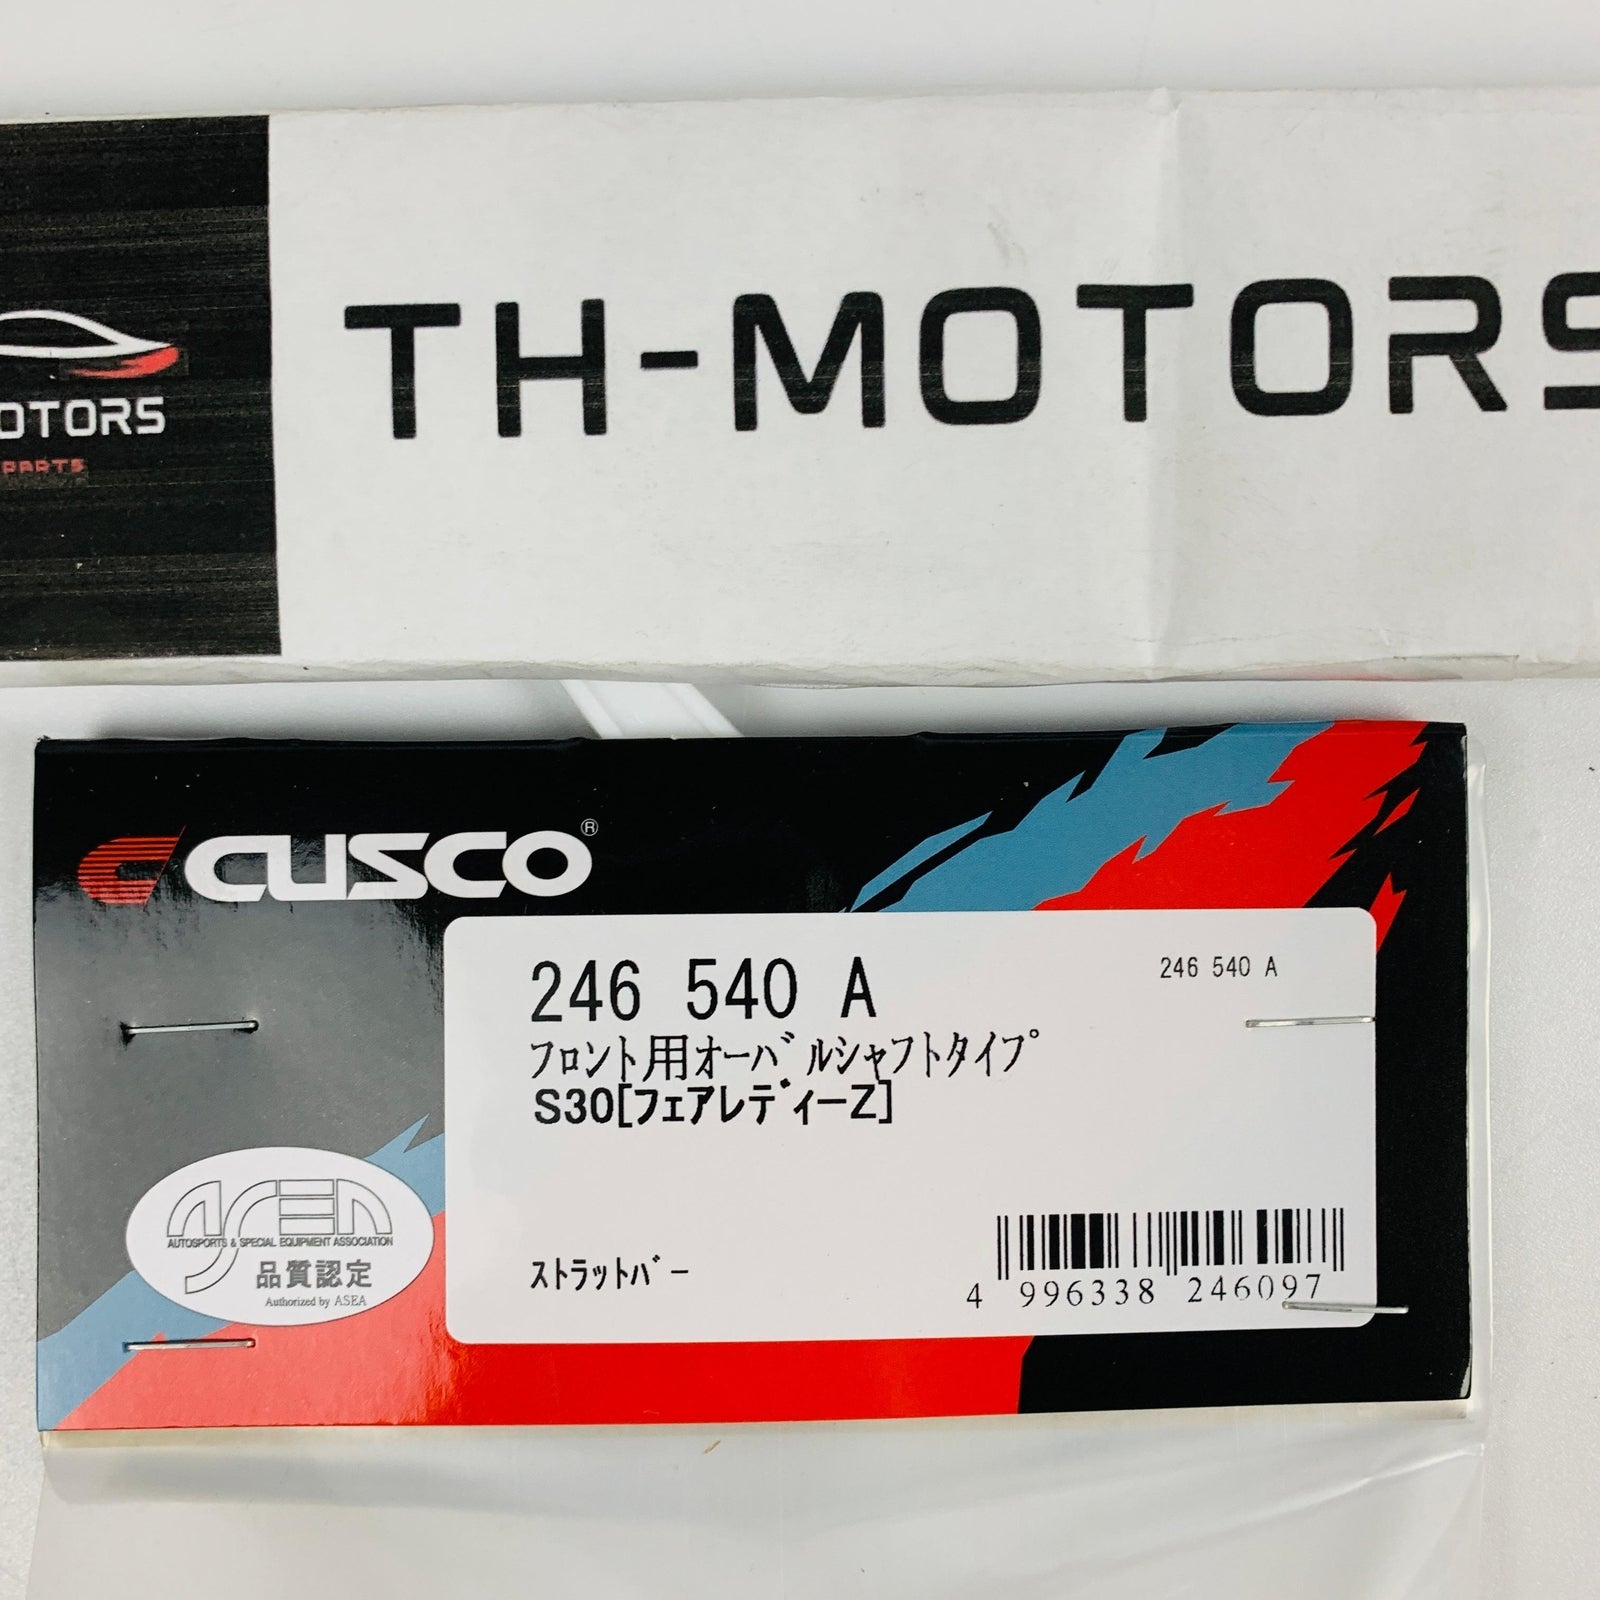 TH-MOTORS
OTORS
PARTS
CUSCO®
246 540 A
246 540 A
フロント用オーバルシャフトタイプ
S30[フェアレディーZ]
ASEA
AUTOSPORTS & SPECIAL EQUIPMENT ASSOCIATION
品質認定
Authorized by ASEA
ストラットバー
4 996338 246097